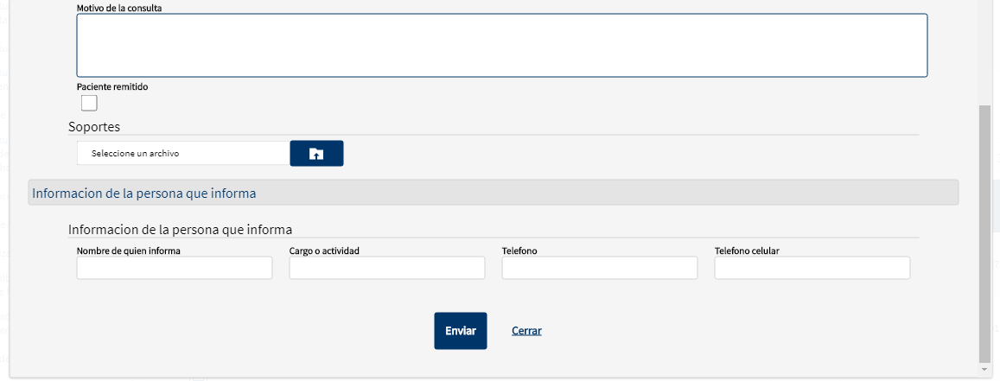 Motivo de la consulta
Paciente remitido
Soportes
Seleccione un archivo
Informacion de la persona que informa
Informacion de la persona que informa
Nombre de quien informa Cargo o actividad Telefono Telefono celular
Enviar Cerrar